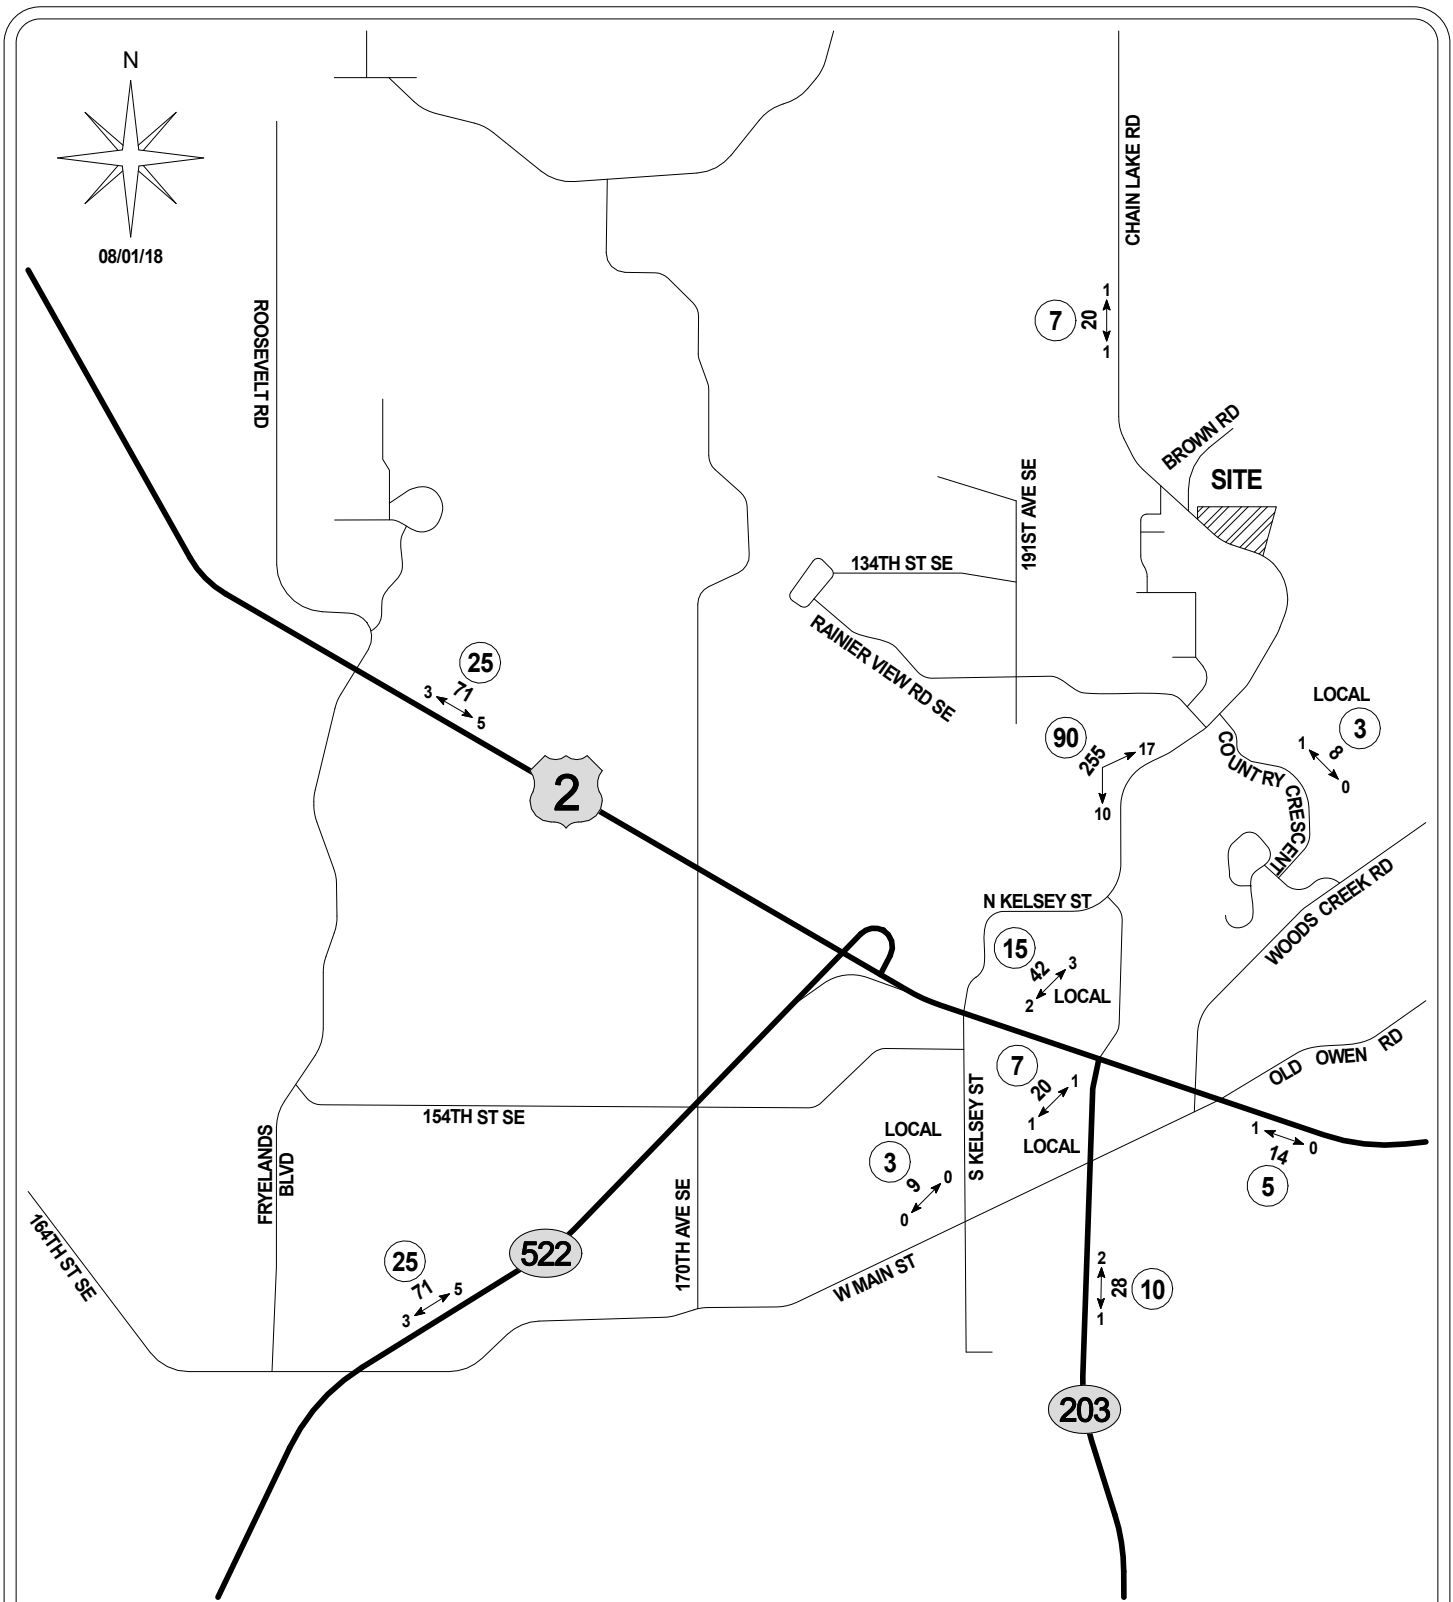 N
08/01/18
CHAIN LAKE RD
ROOSEVELT RD
1
7
20
1
BROWN RD
SITE
191ST AVE SE
134TH ST SE
RAINIER VIEW RD SE
25
3
71
5
2
LOCAL
3
1
8
0
90
255
17
10
COUNTRY CRESCENT
N KELSEY ST
WOODS CREEK RD
15
42
3
2
LOCAL
7
20
1
1
LOCAL
OLD OWEN RD
S KELSEY ST
154TH ST SE
FRYELANDS
BLVD
LOCAL
3
9
0
0
1
14
0
5
164TH ST SE
170TH AVE SE
522
25
71
5
3
W MAIN ST
2
28
1
10
203